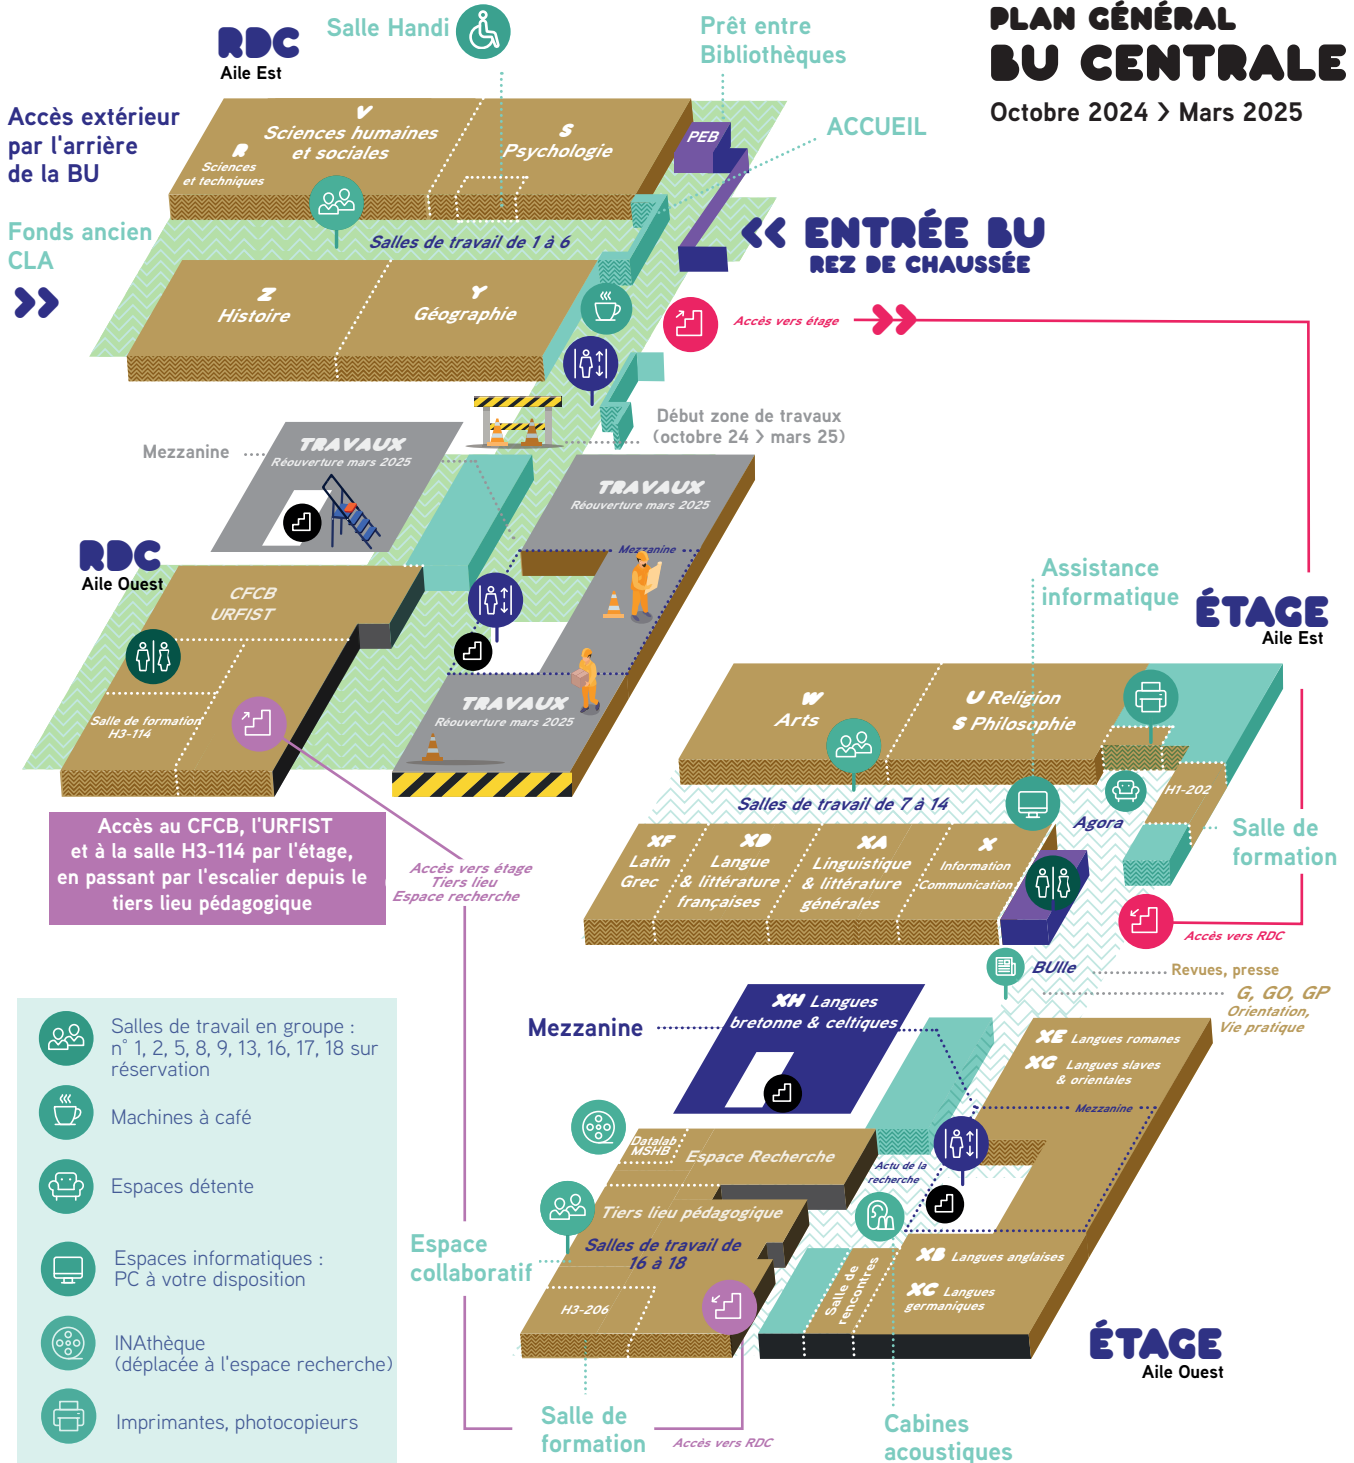 PLAN GÉNÉRAL
BU CENTRALE
Octobre 2024 > Mars 2025
RDC
Aile Est
Salle Handi
Prêt entre
Bibliothèques
ACCUEIL
Accès extérieur
par l'arrière
de la BU
Fonds ancien
CLA
V
Sciences humaines
et sociales
R
Sciences
et techniques
S
Psychologie
PEB
Salles de travail de 1 à 6
ENTRÉE BU
REZ DE CHAUSSÉE
Z
Histoire
Y
Géographie
Accès vers étage
Début zone de travaux
(octobre 24 > mars 25)
Mezzanine
TRAVAUX
Réouverture mars 2025
TRAVAUX
Réouverture mars 2025
Mezzanine
RDC
Aile Ouest
CFCB
URFIST
Salle de formation
H3-114
TRAVAUX
Réouverture mars 2025
Accès au CFCB, l'URFIST
et à la salle H3-114 par l'étage,
en passant par l'escalier depuis le
tiers lieu pédagogique
Accès vers étage
Tiers lieu
Espace recherche
Assistance
informatique
ÉTAGE
Aile Est
W
Arts
U Religion
S Philosophie
Salles de travail de 7 à 14
Agora
H1-202
Salle de
formation
XF
Latin
Grec
XD
Langue
& littérature
françaises
XA
Linguistique
& littérature
générales
X
Information
Communication
Accès vers RDC
BUlle
Revues, presse
G, GO, GP
Orientation,
Vie pratique
Mezzanine
XH Langues
bretonne & celtiques
XE Langues romanes
XG Langues slaves
& orientales
Mezzanine
Datalab
MSHB
Espace Recherche
Actu de la
recherche
Tiers lieu pédagogique
Salles de travail de
16 à 18
Espace
collaboratif
H3-206
Salle de
rencontres
XB Langues anglaises
XC Langues
germaniques
ÉTAGE
Aile Ouest
Salle de
formation
Accès vers RDC
Cabines
acoustiques
Salles de travail en groupe :
n° 1, 2, 5, 8, 9, 13, 16, 17, 18 sur
réservation
Machines à café
Espaces détente
Espaces informatiques :
PC à votre disposition
INAthèque
(déplacée à l'espace recherche)
Imprimantes, photocopieurs